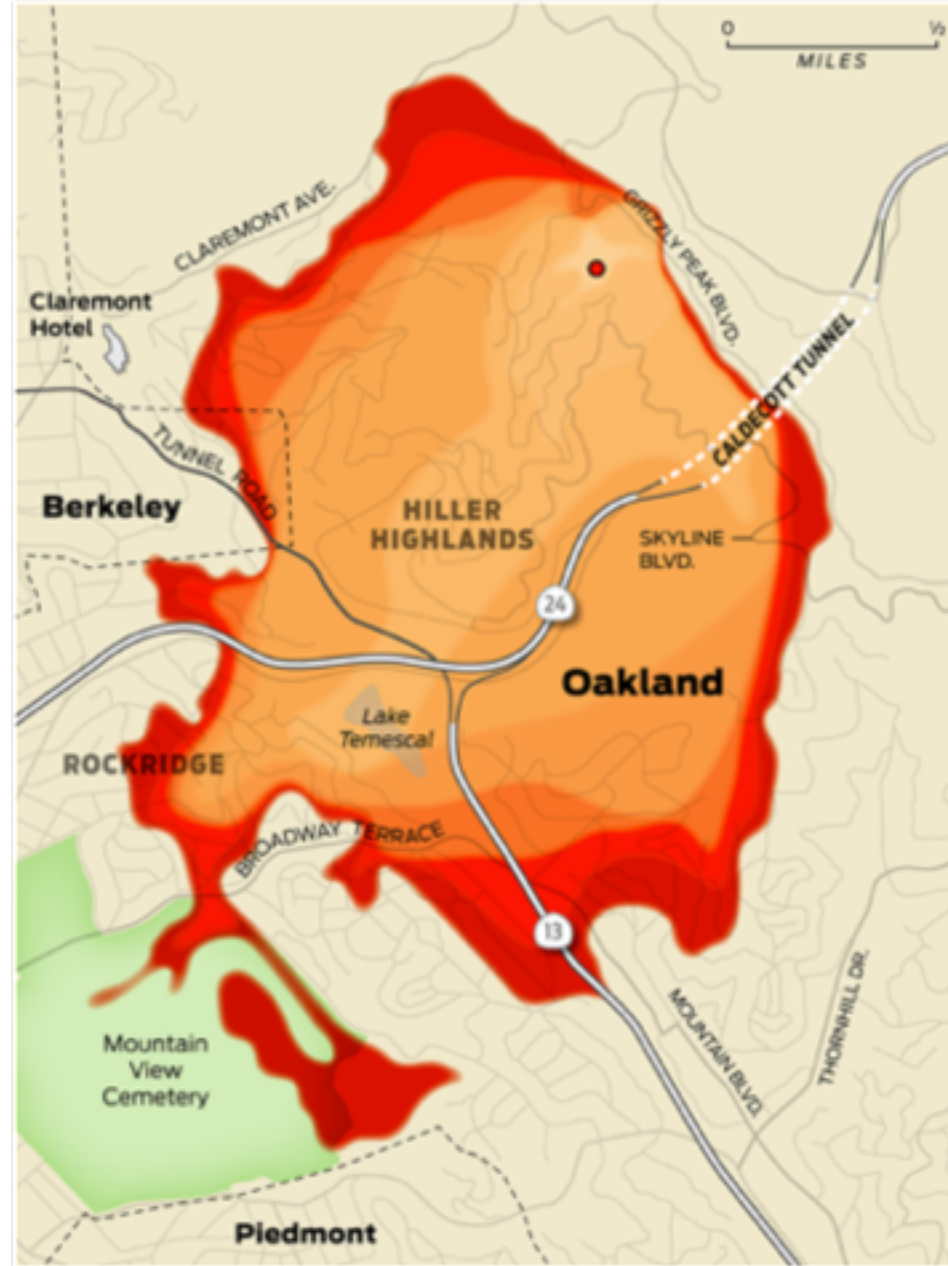 0 ½
MILES
CLAREMONT AVE.
GRIZZLY PEAK BLVD.
Claremont
Hotel
CALDECOTT TUNNEL
TUNNEL ROAD
Berkeley
HILLER
HIGHLANDS
SKYLINE
BLVD.
24
Oakland
Lake
Temescal
ROCKRIDGE
BROADWAY TERRACE
13
MOUNTAIN BLVD.
THORNHILL DR.
Mountain
View
Cemetery
Piedmont